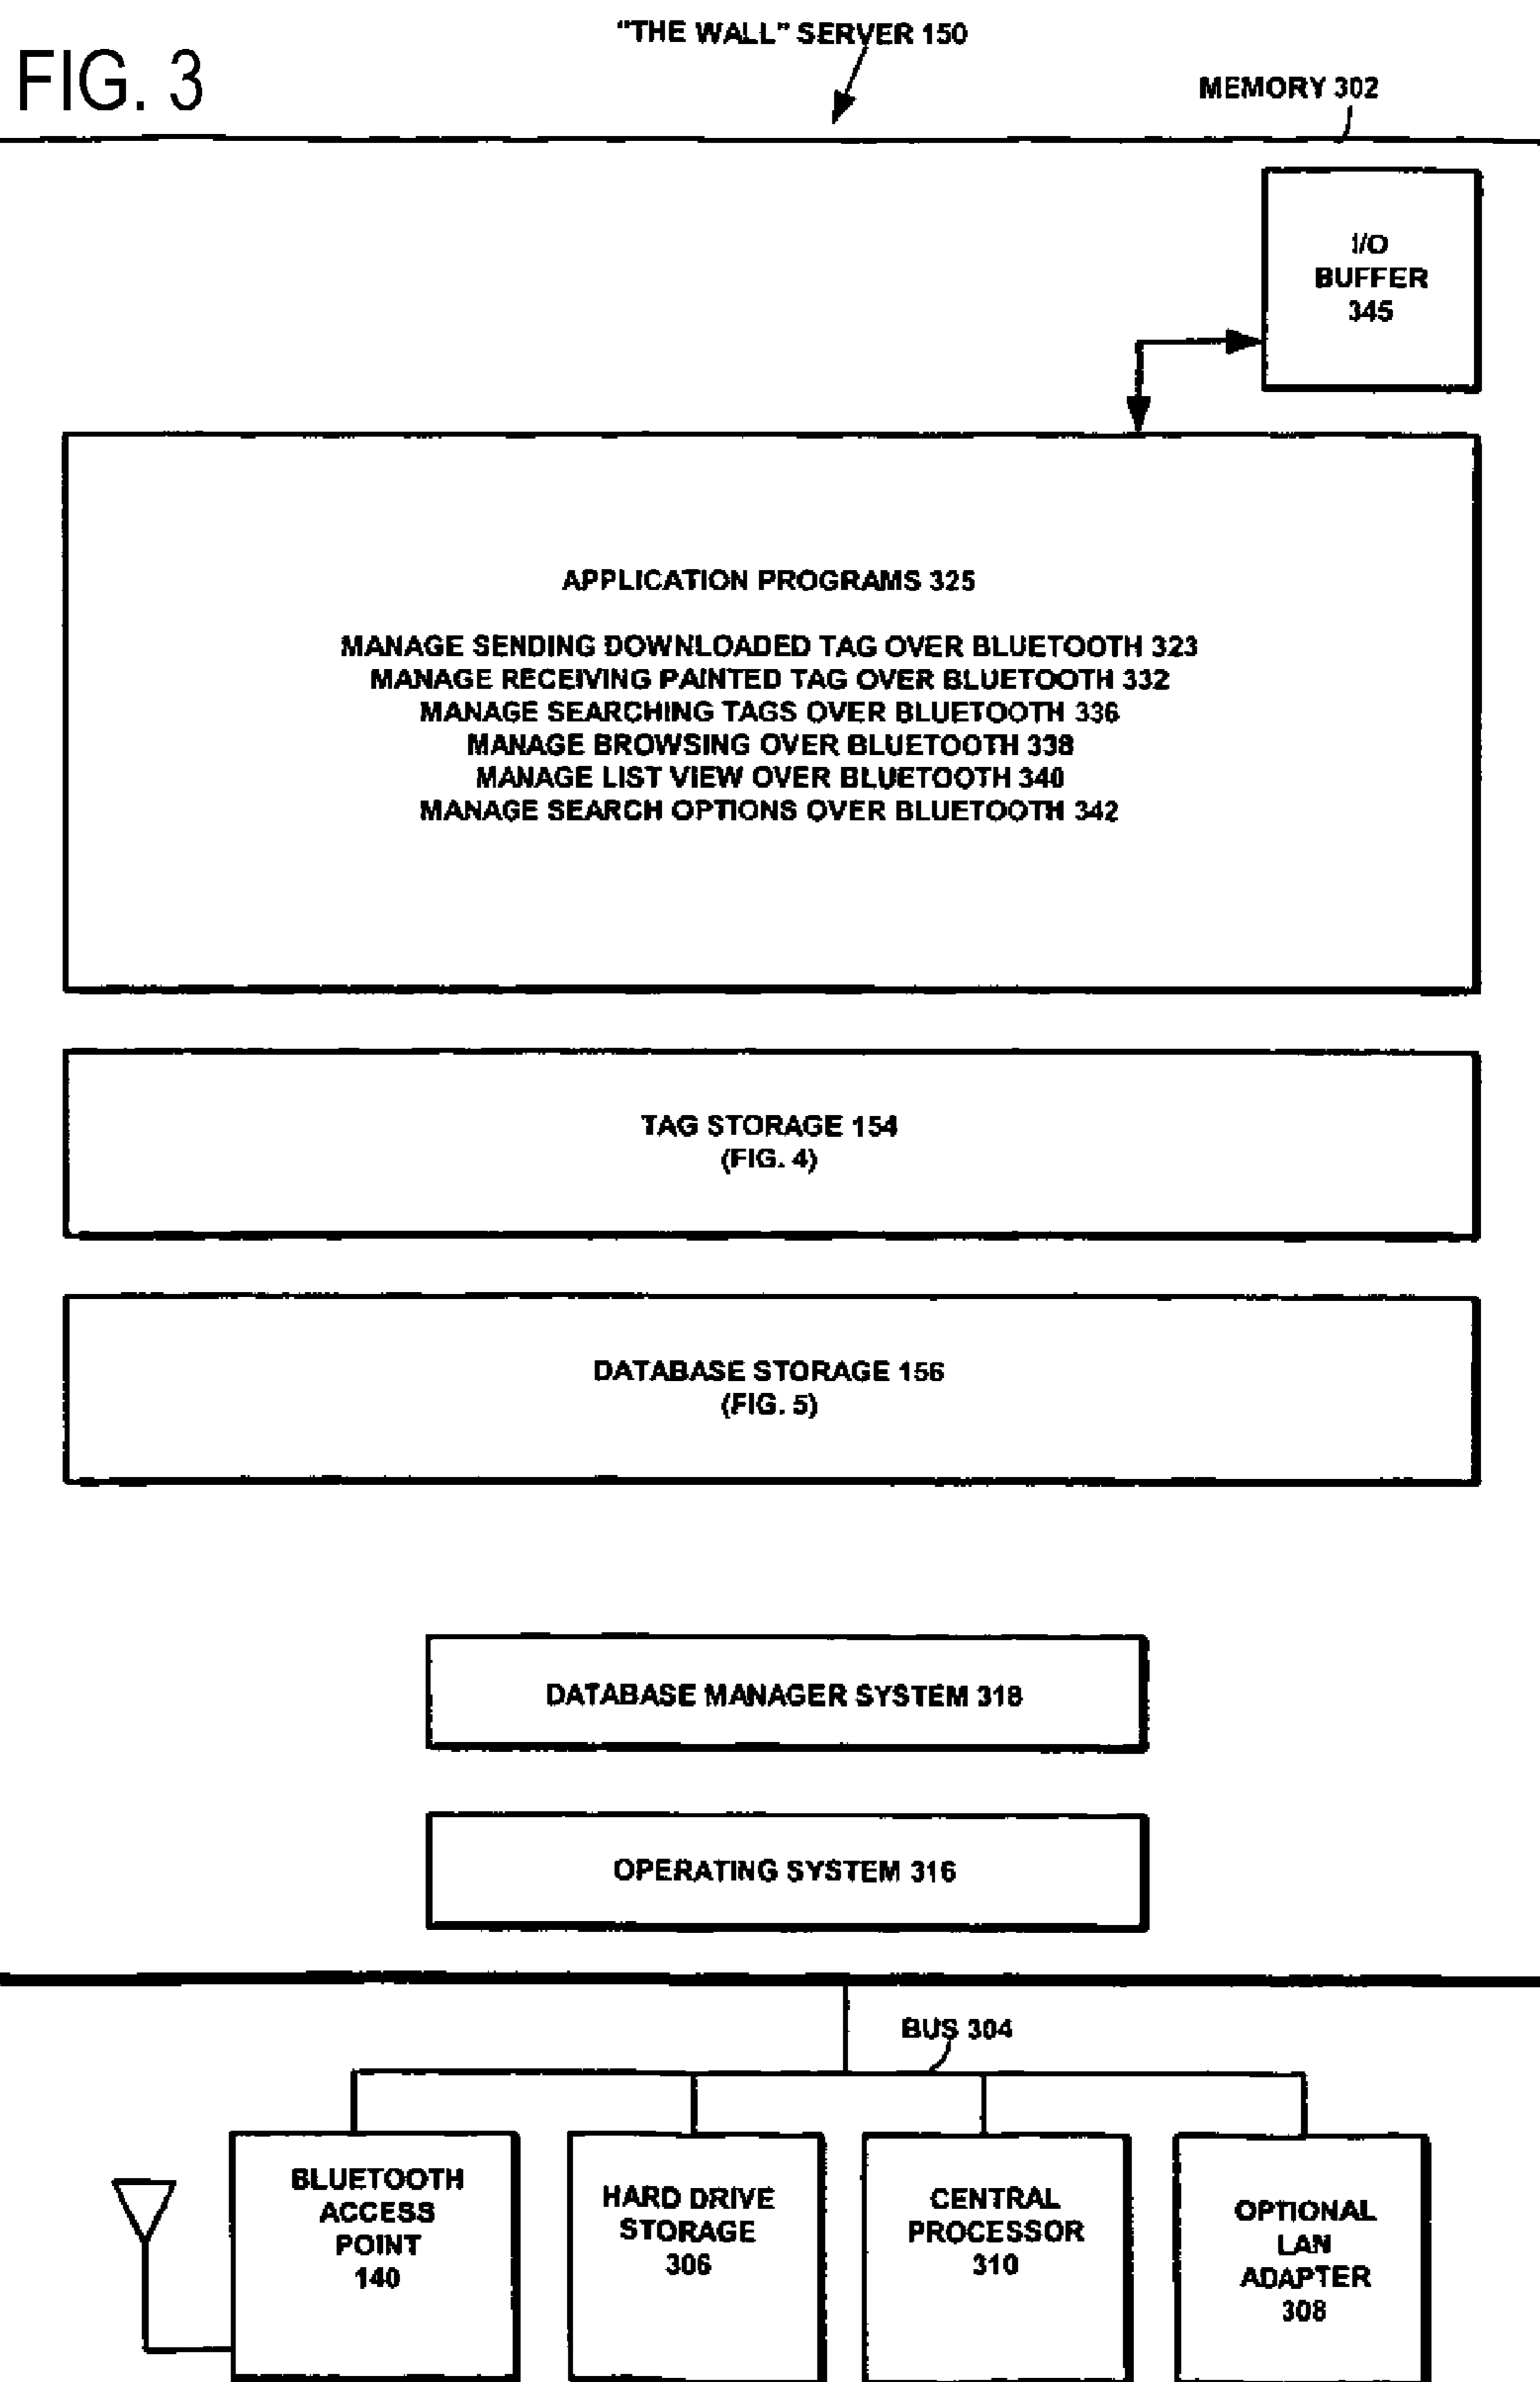 "THE WALL" SERVER 150
FIG. 3
MEMORY 302
I/O
BUFFER
345
APPLICATION PROGRAMS 325
MANAGE SENDING DOWNLOADED TAG OVER BLUETOOTH 323
MANAGE RECEIVING PAINTED TAG OVER BLUETOOTH 332
MANAGE SEARCHING TAGS OVER BLUETOOTH 336
MANAGE BROWSING OVER BLUETOOTH 338
MANAGE LIST VIEW OVER BLUETOOTH 340
MANAGE SEARCH OPTIONS OVER BLUETOOTH 342
TAG STORAGE 154
(FIG. 4)
DATABASE STORAGE 156
(FIG. 5)
DATABASE MANAGER SYSTEM 318
OPERATING SYSTEM 316
BUS 304
BLUETOOTH
ACCESS
POINT
140
HARD DRIVE
STORAGE
306
CENTRAL
PROCESSOR
310
OPTIONAL
LAN
ADAPTER
308